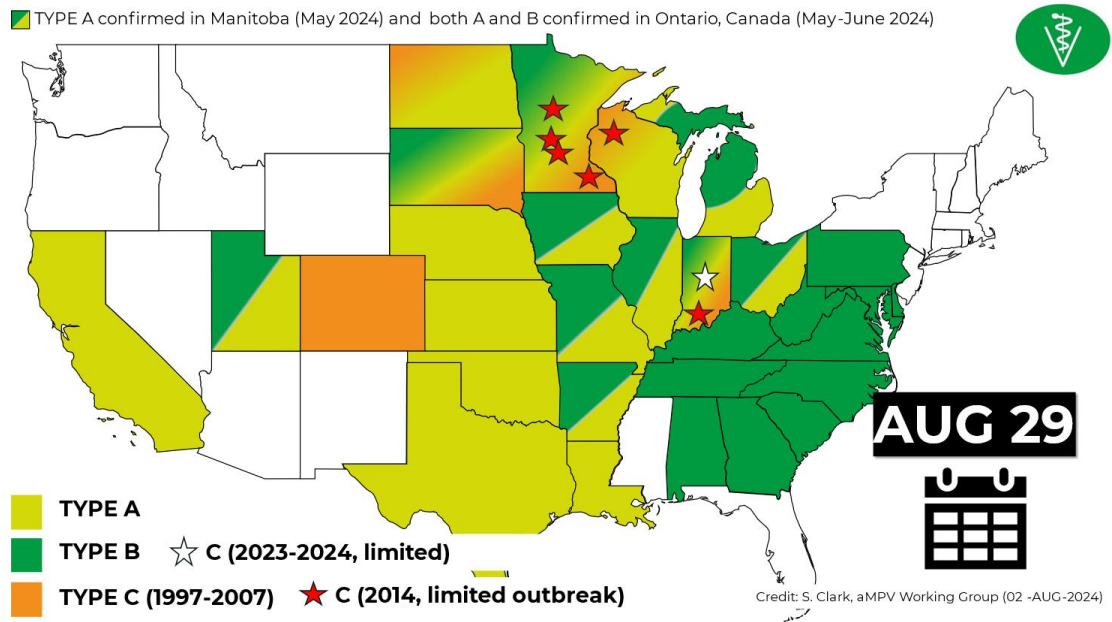 TYPE A confirmed in Manitoba (May 2024) and both A and B confirmed in Ontario, Canada (May-June 2024)
AUG 29
TYPE A
TYPE B
C (2023-2024, limited)
TYPE C (1997-2007)
C (2014, limited outbreak)
Credit: S. Clark, aMPV Working Group (02 -AUG-2024)